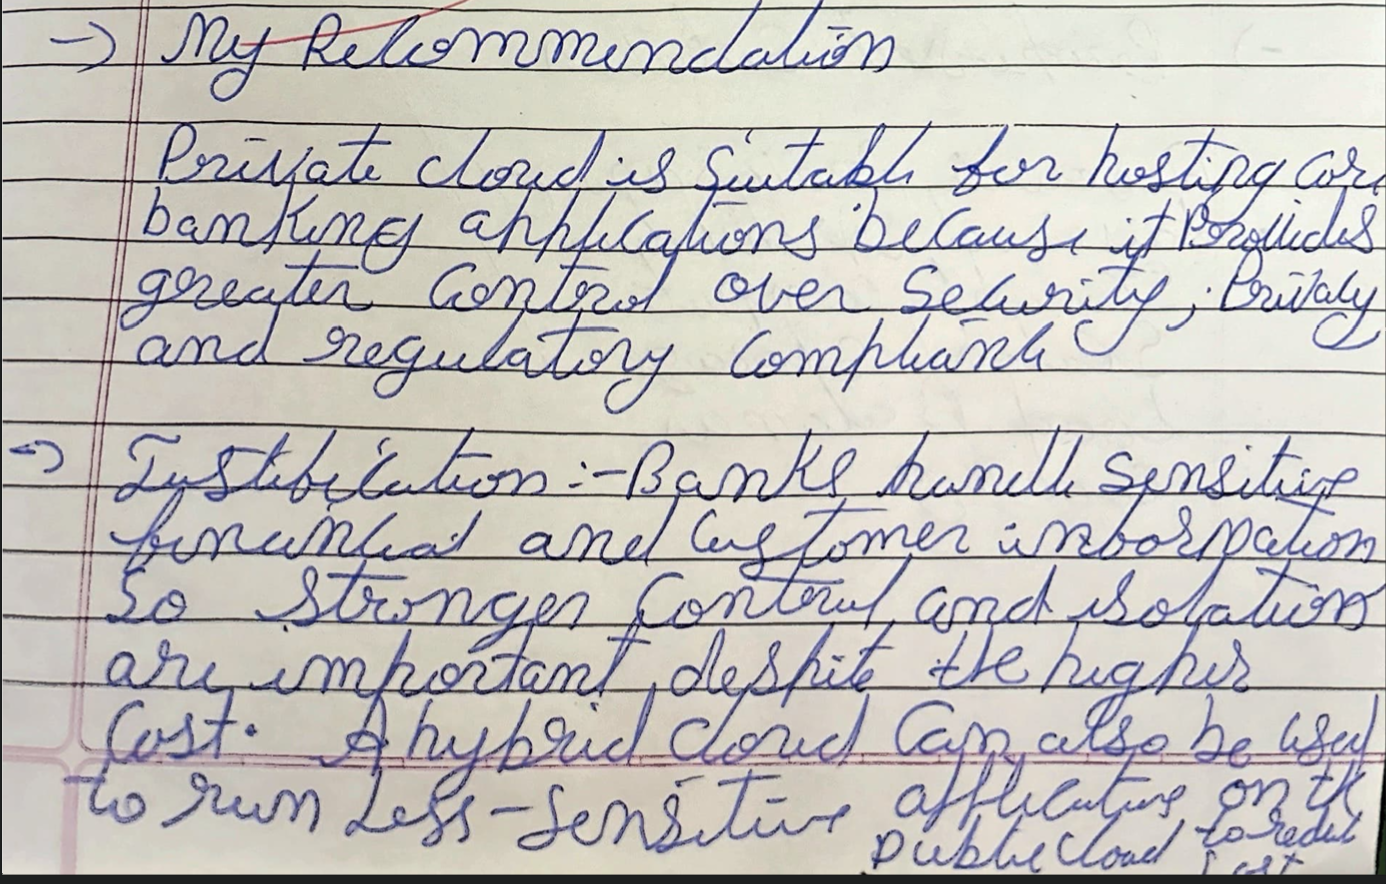 → My Recommendation
Private cloud is suitable for hosting core
banking applications because it provides
greater control over security, privacy
and regulatory compliance
⇒ Justification :- Banks handle sensitive
financial and customer information
so stronger control and isolation
are important, despite the higher
cost. A hybrid cloud can also be used
to run less-sensitive applications on the
public cloud to reduce
cost